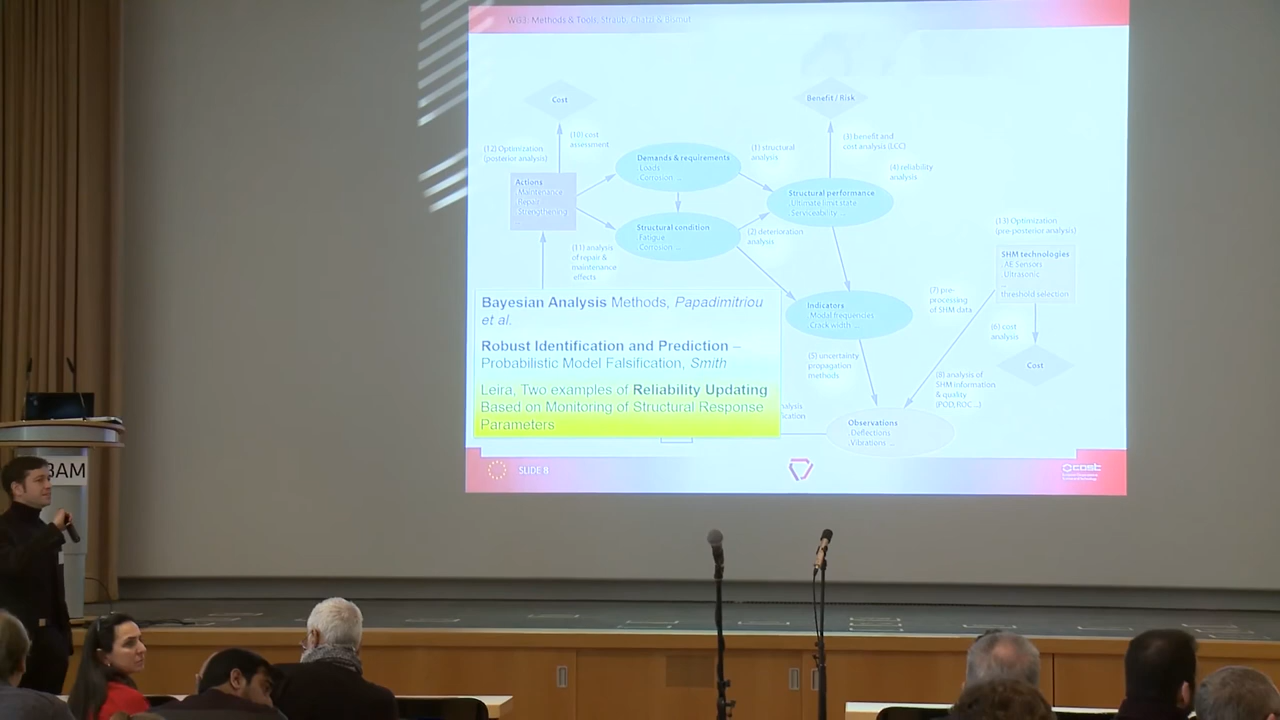 WG3: Methods & Tools, Straub, Chatzi & Bismut
Cost
Benefit / Risk
(10) cost
assessment
(12) Optimization
(posterior analysis)
(3) benefit and
cost analysis (LCC)
(1) structural
analysis
(4) reliability
analysis
Demands & requirements
Loads
Corrosion ...
Actions
Maintenance
Repair
Strengthening
Structural performance
Ultimate limit state
Serviceability ...
Structural condition
Fatigue
Corrosion ...
(2) deterioration
analysis
(13) Optimization
(pre-posterior analysis)
(11) analysis
of repair &
maintenance
effects
SHM technologies
AE Sensors
Ultrasonic
...
threshold selection
(7) pre-
processing
of SHM data
Indicators
Modal frequencies
Crack width ...
(6) cost
analysis
(5) uncertainty
propagation
methods
Cost
(8) analysis of
SHM information
& quality
(POD, ROC ...)
Observations
Deflections
Vibrations ...
Bayesian Analysis Methods, Papadimitriou
et al.
Robust Identification and Prediction –
Probabilistic Model Falsification, Smith
Leira, Two examples of Reliability Updating
Based on Monitoring of Structural Response
Parameters
SLIDE 8
cost
BAM